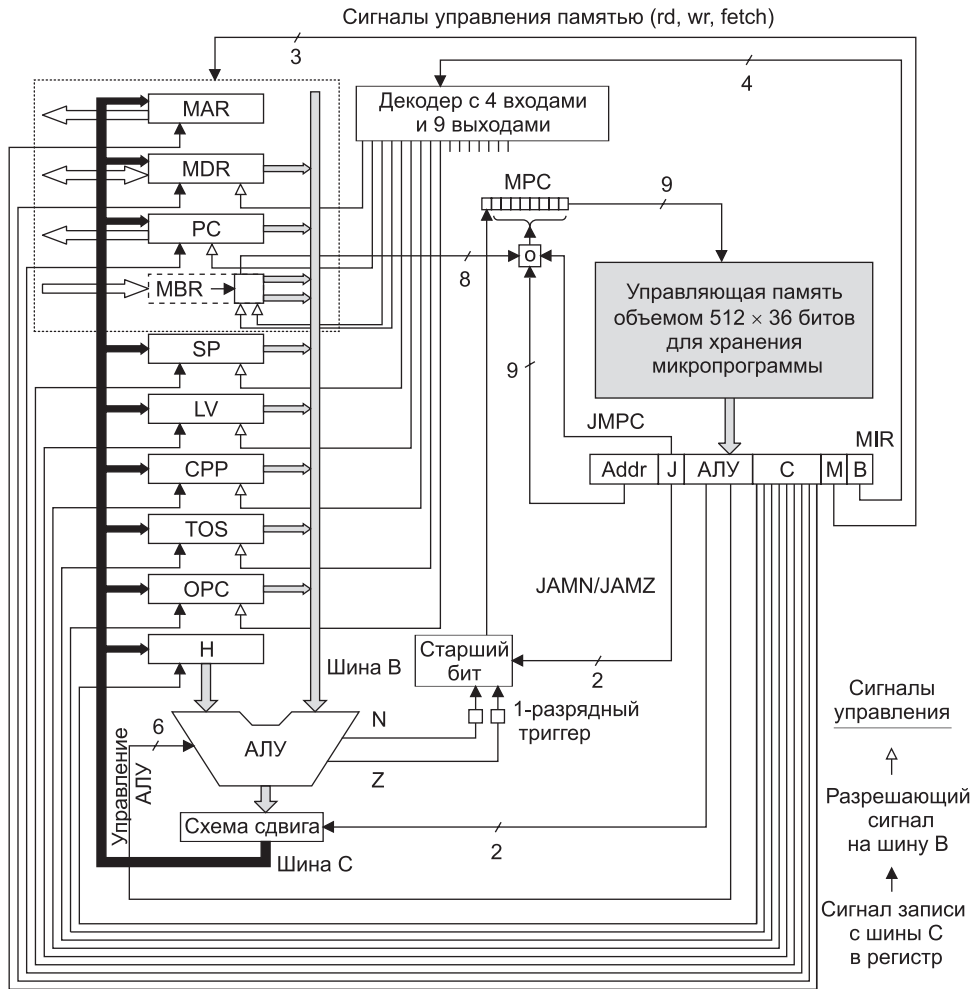 Сигналы управления памятью (rd, wr, fetch)
3
4
Декодер с 4 входами
и 9 выходами
MAR
MDR
PC
MBR
SP
LV
CPP
TOS
OPC
H
MPC
9
8
O
9
Управляющая память
объемом 512 × 36 битов
для хранения
микропрограммы
JMPC
MIR
Addr
J
АЛУ
C
M
B
JAMN/JAMZ
Старший
бит
2
Шина B
N
1-разрядный
триггер
Z
АЛУ
6
Управление
АЛУ
Схема сдвига
2
Шина C
Сигналы
управления
Разрешающий
сигнал
на шину B
Сигнал записи
с шины C
в регистр